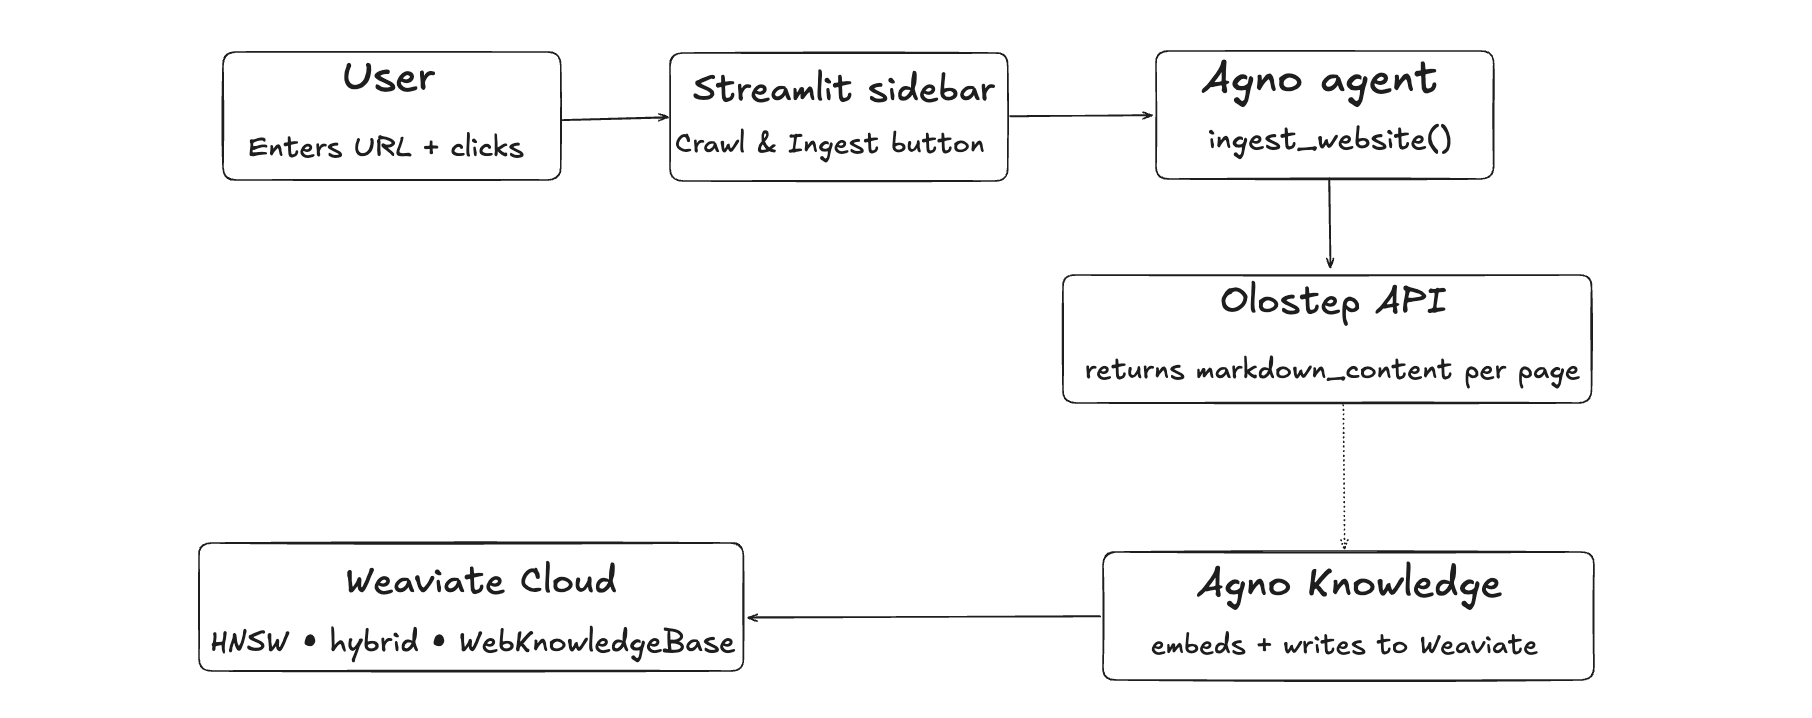 User
Enters URL + clicks
Streamlit sidebar
Crawl & Ingest button
Agno agent
ingest_website()
Olostep API
returns markdown_content per page
Agno Knowledge
embeds + writes to Weaviate
Weaviate Cloud
HNSW • hybrid • WebKnowledgeBase